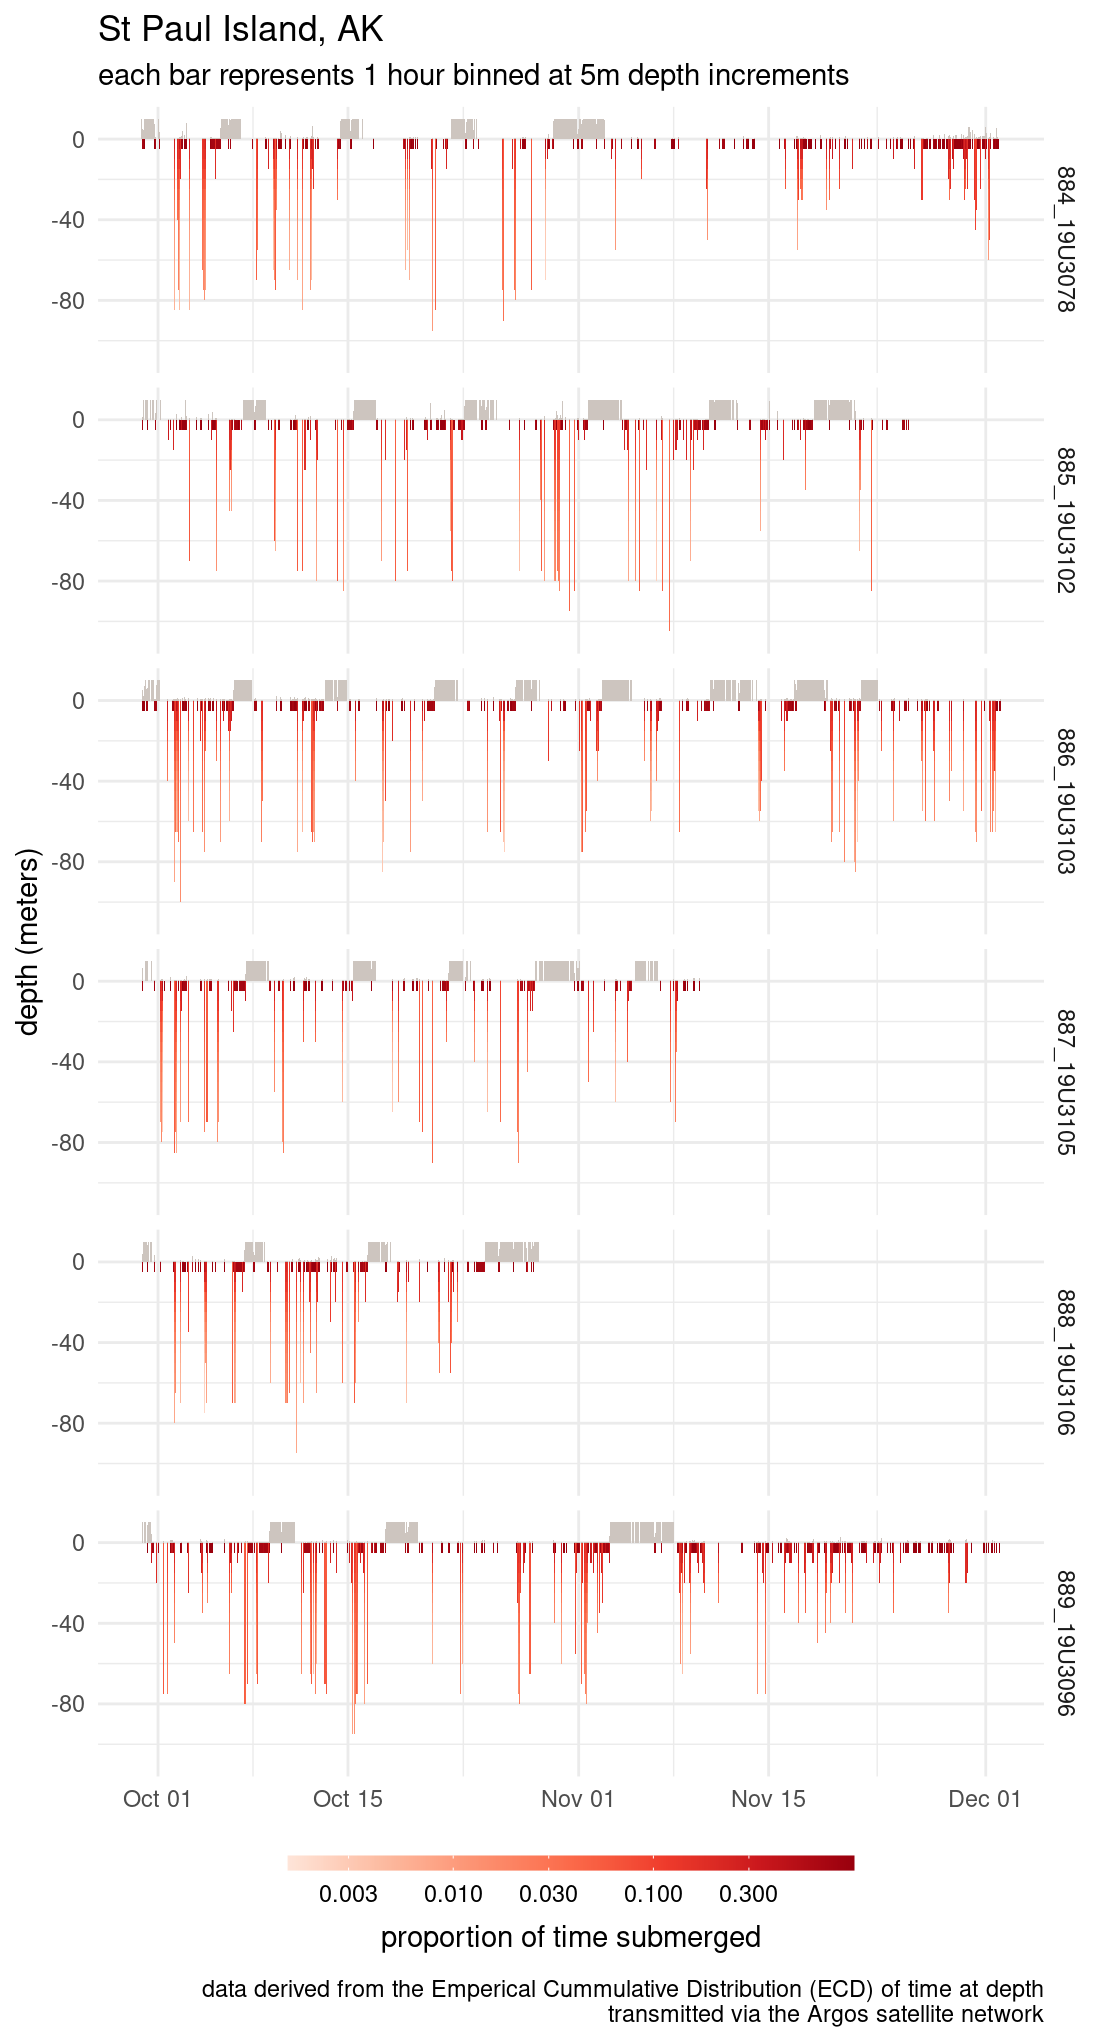 St Paul Island, AK
each bar represents 1 hour binned at 5m depth increments
depth (meters)
0
-40
-80
884_19U3078
0
-40
-80
885_19U3102
0
-40
-80
886_19U3103
0
-40
-80
887_19U3105
0
-40
-80
888_19U3106
0
-40
-80
889_19U3096
Oct 01 Oct 15 Nov 01 Nov 15 Dec 01
0.003 0.010 0.030 0.100 0.300
proportion of time submerged
data derived from the Emperical Cummulative Distribution (ECD) of time at depth
transmitted via the Argos satellite network